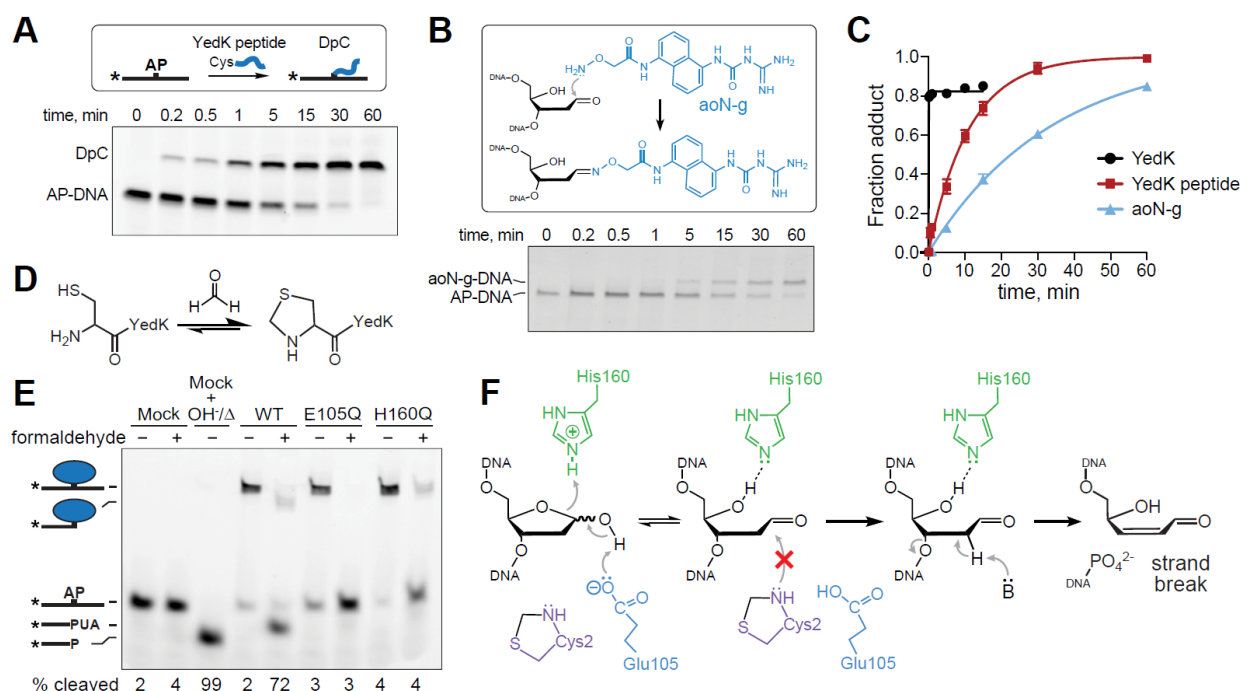 A
AP
YedK peptide
Cys
DpC
*
*
time, min 0 0.2 0.5 1 5 15 30 60
DpC
AP-DNA
B
DNA
O
OH
O
O
DNA
H₂N
O
O
N
H
H
N
H
N
NH₂
O
NH
aoN-g
DNA
O
OH
O
DNA
N
O
O
N
H
H
N
H
N
NH₂
O
NH
time, min 0 0.2 0.5 1 5 15 30 60
aoN-g-DNA
AP-DNA
C
Fraction adduct
1.0
0.8
0.6
0.4
0.2
0.0
0 10 20 30 40 50 60
time, min
YedK
YedK peptide
aoN-g
D
HS
H₂N
YedK
O
O
H H
S
N
H
YedK
O
E
Mock
Mock
+
OH⁻/Δ
WT
E105Q
H160Q
formaldehyde – + – – + – + – +
*
*
AP
*
* PUA
* P
% cleaved 2 4 99 2 72 3 3 4 4
F
His160
HN
+
N
H
DNA
O
O
O
H
O
DNA
NH
S
Cys2
⊖
O
O
Glu105
His160
HN
N
H
DNA
O
O
O
O
DNA
NH
S
Cys2
HO
O
Glu105
His160
HN
N
H
DNA
O
O
O
O
DNA
H
B
DNA
O
OH
O
DNA
PO₄²⁻
strand
break